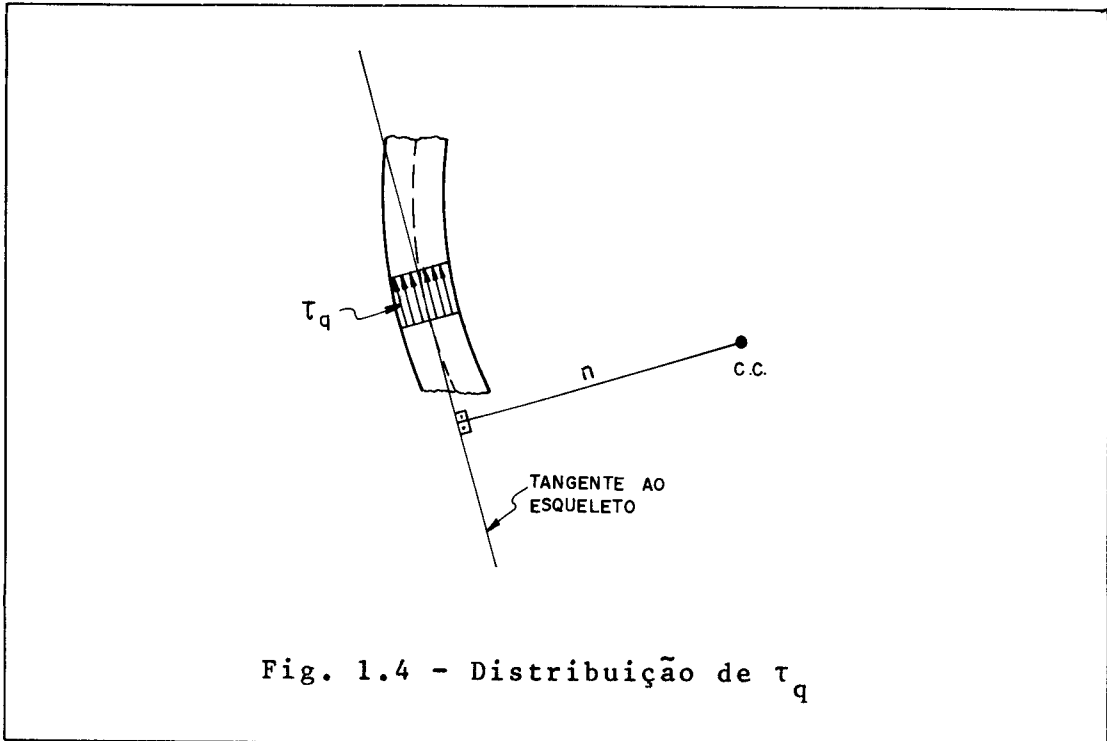 τq
n
C.C.
TANGENTE AO
ESQUELETO
Fig. 1.4 - Distribuição de τq